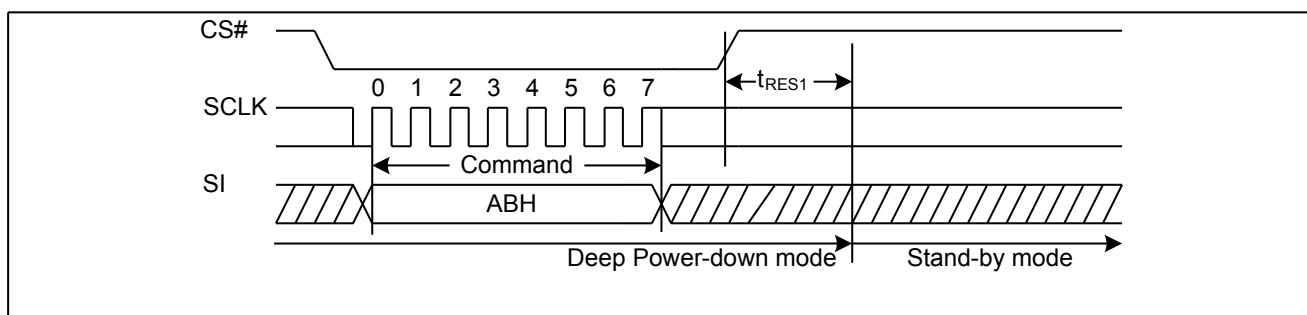 CS#
tRES1
0 1 2 3 4 5 6 7
SCLK
Command
SI
ABH
Deep Power-down mode Stand-by mode